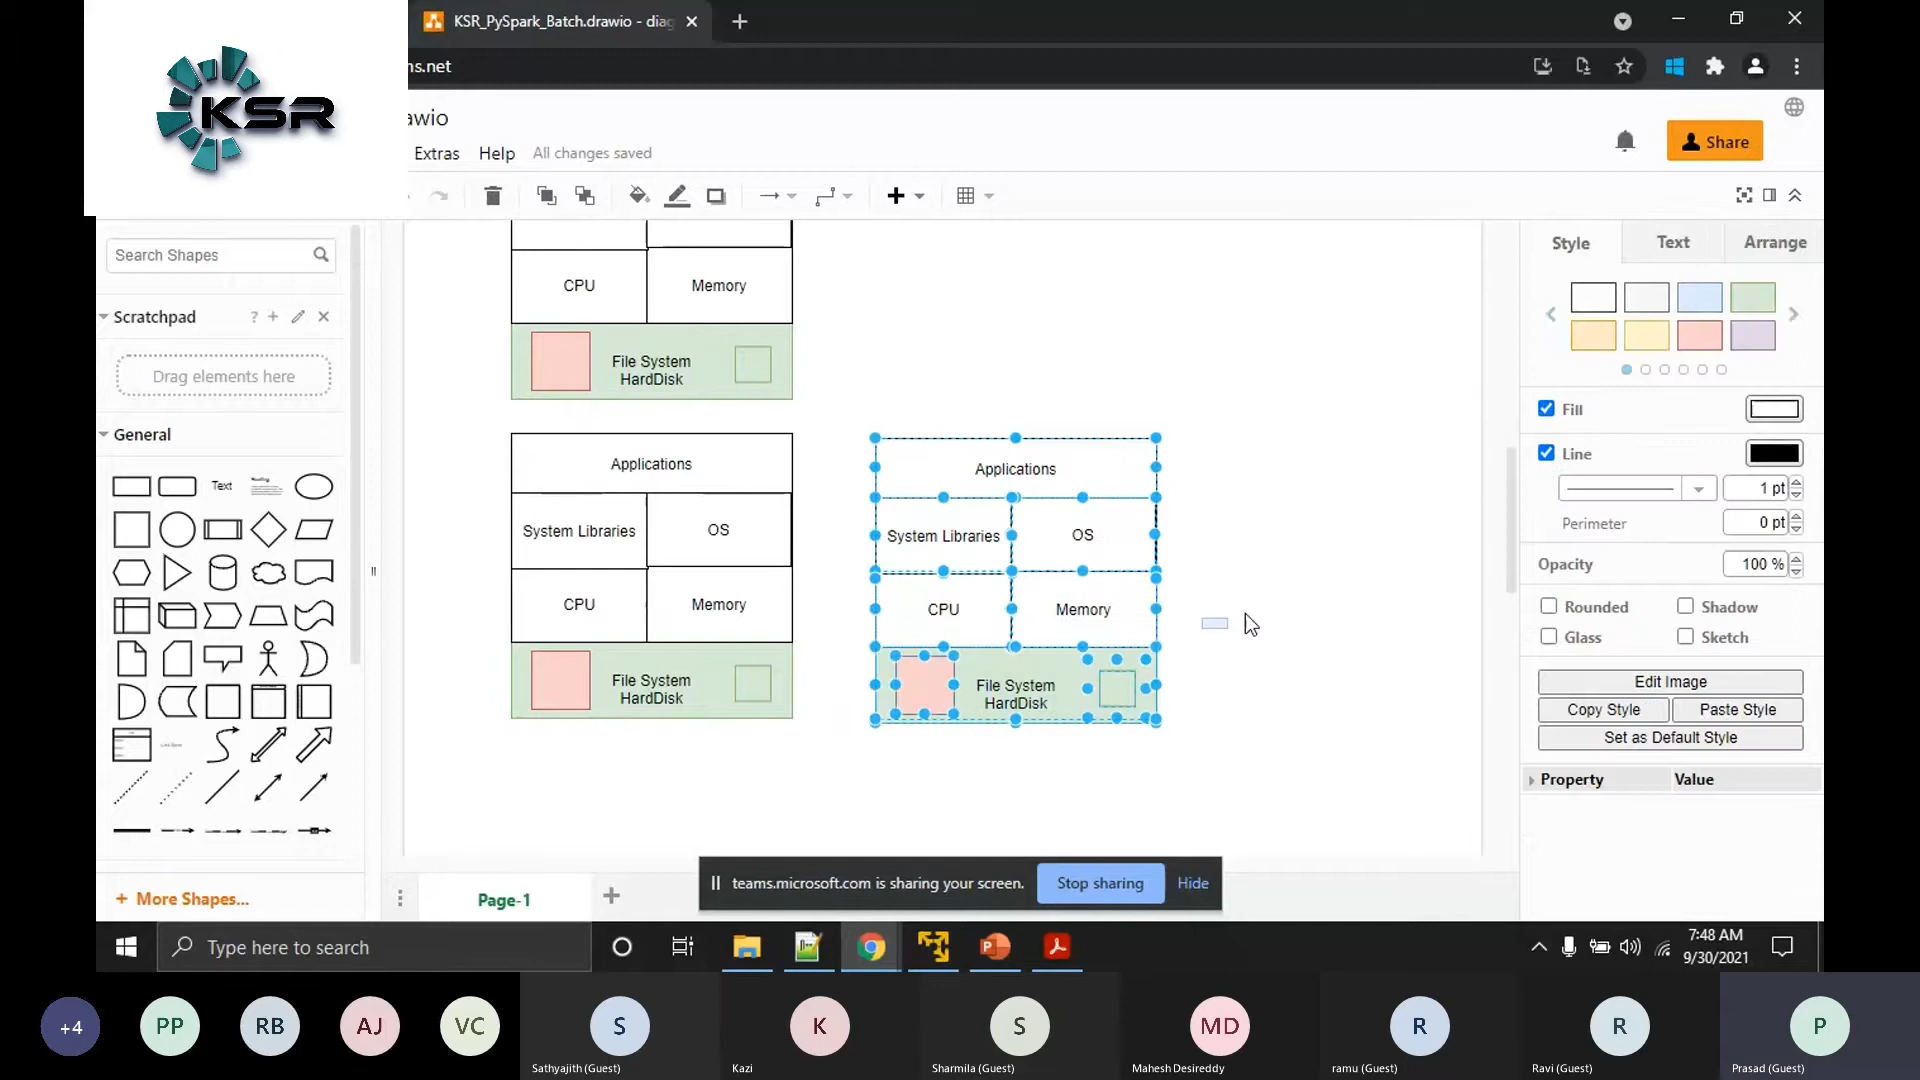 KSR_PySpark_Batch.drawio - diag
ns.net
KSR
awio
Extras
Help
All changes saved
Share
Search Shapes
Scratchpad
?
Drag elements here
General
Text
More Shapes...
CPU
Memory
File System
HardDisk
Applications
System Libraries
OS
CPU
Memory
File System
HardDisk
Applications
System Libraries
OS
CPU
Memory
File System
HardDisk
Style
Text
Arrange
Fill
Line
1 pt
Perimeter
0 pt
Opacity
100 %
Rounded
Shadow
Glass
Sketch
Edit Image
Copy Style
Paste Style
Set as Default Style
Property
Value
Page-1
teams.microsoft.com is sharing your screen.
Stop sharing
Hide
Type here to search
7:48 AM
9/30/2021
+4
PP
RB
AJ
VC
S
Sathyajith (Guest)
K
Kazi
S
Sharmila (Guest)
MD
Mahesh Desireddy
R
ramu (Guest)
R
Ravi (Guest)
P
Prasad (Guest)